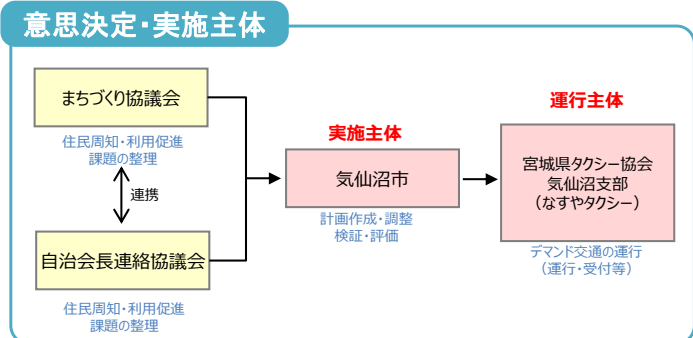 意思決定・実施主体
まちづくり協議会
住民周知・利用促進
課題の整理
連携
自治会長連絡協議会
住民周知・利用促進
課題の整理
実施主体
気仙沼市
計画作成・調整
検証・評価
運行主体
宮城県タクシー協会
気仙沼支部
（なすやタクシー）
デマンド交通の運行
（運行・受付等）